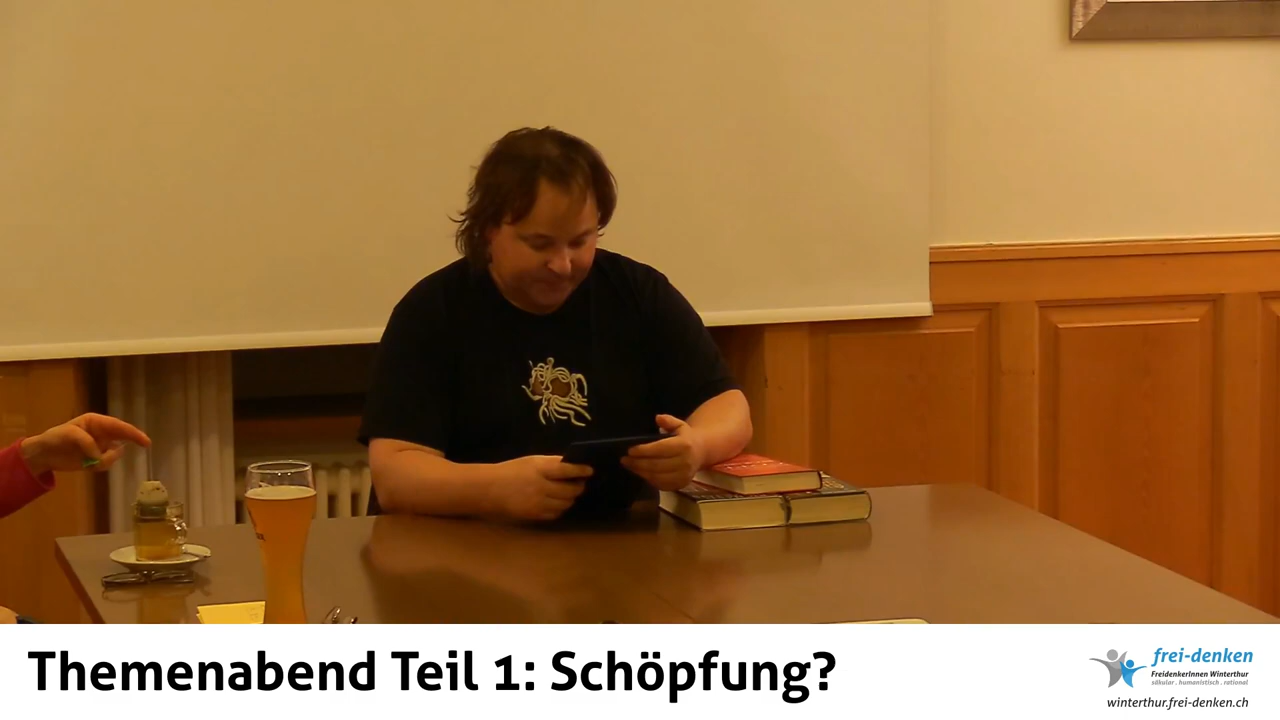 Themenabend Teil 1: Schöpfung?
frei-denken
FreidenkerInnen Winterthur
säkular . humanistisch . rational
winterthur.frei-denken.ch